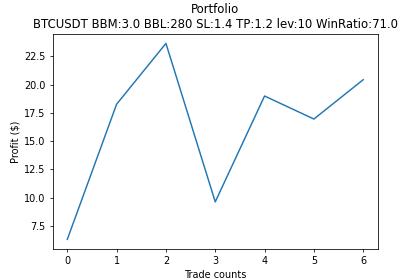 Portfolio
BTCUSDT BBM:3.0 BBL:280 SL:1.4 TP:1.2 lev:10 WinRatio:71.0
22.5
20.0
17.5
15.0
12.5
10.0
7.5
Profit ($)
0 1 2 3 4 5 6
Trade counts